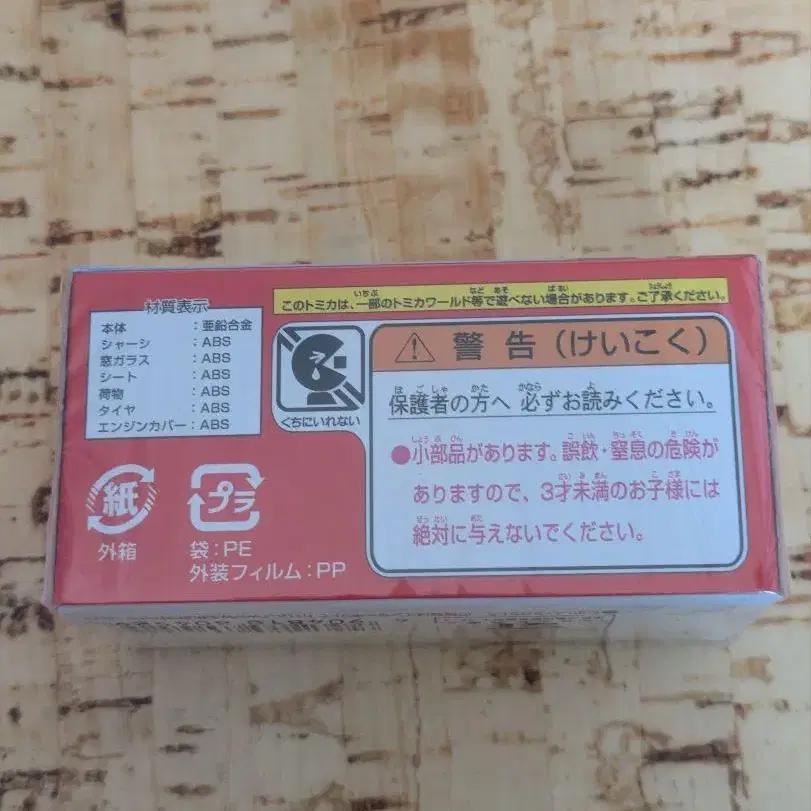 材質表示
本体 :亜鉛合金
シャーシ :ABS
窓ガラス :ABS
シート :ABS
荷物 :ABS
タイヤ :ABS
エンジンカバー:ABS
このトミカは、一部のトミカワールド等で遊べない場合があります。ご了承ください。
くちにいれない
警告(けいこく)
保護者の方へ 必ずお読みください。
●小部品があります。誤飲・窒息の危険が
ありますので、3才未満のお子様には
絶対に与えないでください。
紙
外箱
プラ
袋:PE
外装フィルム:PP